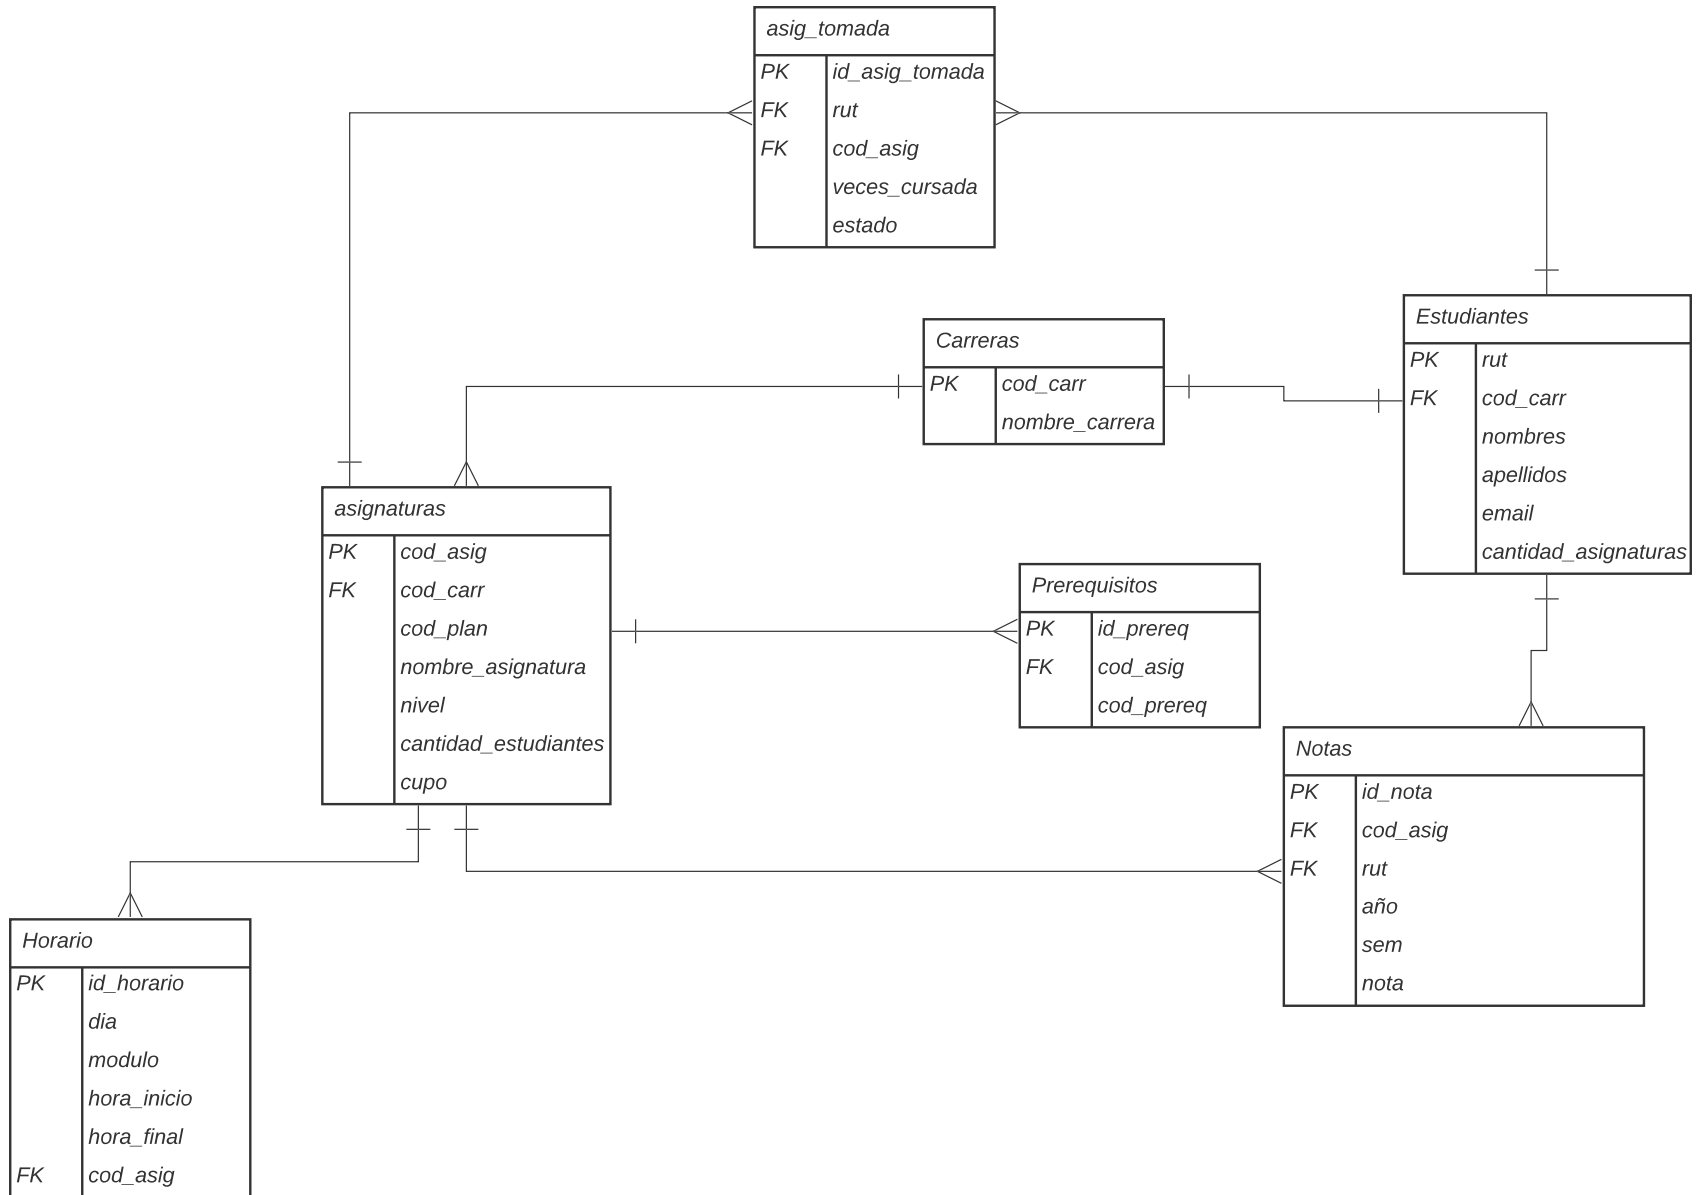 asig_tomada
PK id_asig_tomada
FK rut
FK cod_asig
veces_cursada
estado
Carreras
PK cod_carr
nombre_carrera
Estudiantes
PK rut
FK cod_carr
nombres
apellidos
email
cantidad_asignaturas
asignaturas
PK cod_asig
FK cod_carr
cod_plan
nombre_asignatura
nivel
cantidad_estudiantes
cupo
Prerequisitos
PK id_prereq
FK cod_asig
cod_prereq
Notas
PK id_nota
FK cod_asig
FK rut
año
sem
nota
Horario
PK id_horario
dia
modulo
hora_inicio
hora_final
FK cod_asig